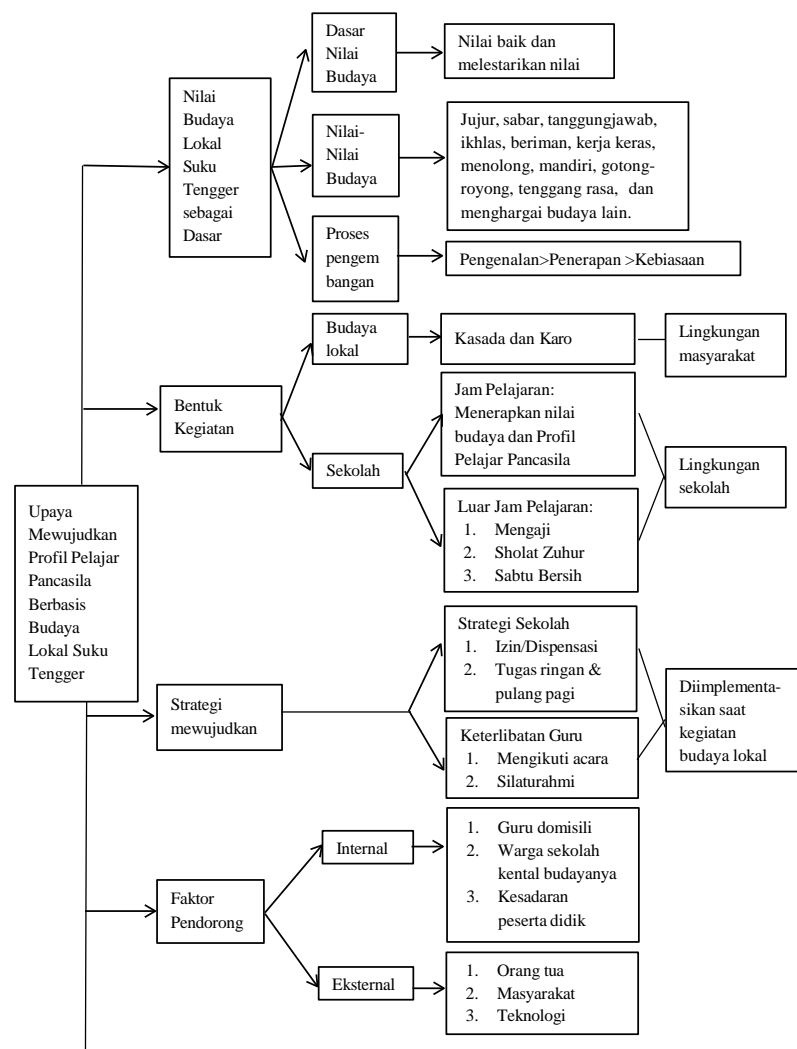 Dasar
Nilai
Budaya
Nilai baik dan
melestarikan nilai
Nilai
Budaya
Lokal
Suku
Tengger
sebagai
Dasar
Nilai-
Nilai
Budaya
Jujur, sabar, tanggungjawab,
ikhlas, beriman, kerja keras,
menolong, mandiri, gotong-
royong, tenggang rasa, dan
menghargai budaya lain.
Proses
pengem
bangan
Pengenalan>Penerapan >Kebiasaan
Budaya
lokal
Kasada dan Karo
Lingkungan
masyarakat
Bentuk
Kegiatan
Jam Pelajaran:
Menerapkan nilai
budaya dan Profil
Pelajar Pancasila
Sekolah
Lingkungan
sekolah
Luar Jam Pelajaran:
1. Mengaji
2. Sholat Zuhur
3. Sabtu Bersih
Upaya
Mewujudkan
Profil Pelajar
Pancasila
Berbasis
Budaya
Lokal Suku
Tengger
Strategi Sekolah
1. Izin/Dispensasi
2. Tugas ringan &
pulang pagi
Strategi
mewujudkan
Diimplementa-
sikan saat
kegiatan
budaya lokal
Keterlibatan Guru
1. Mengikuti acara
2. Silaturahmi
Faktor
Pendorong
Internal
1. Guru domisili
2. Warga sekolah
kental budayanya
3. Kesadaran
peserta didik
Eksternal
1. Orang tua
2. Masyarakat
3. Teknologi